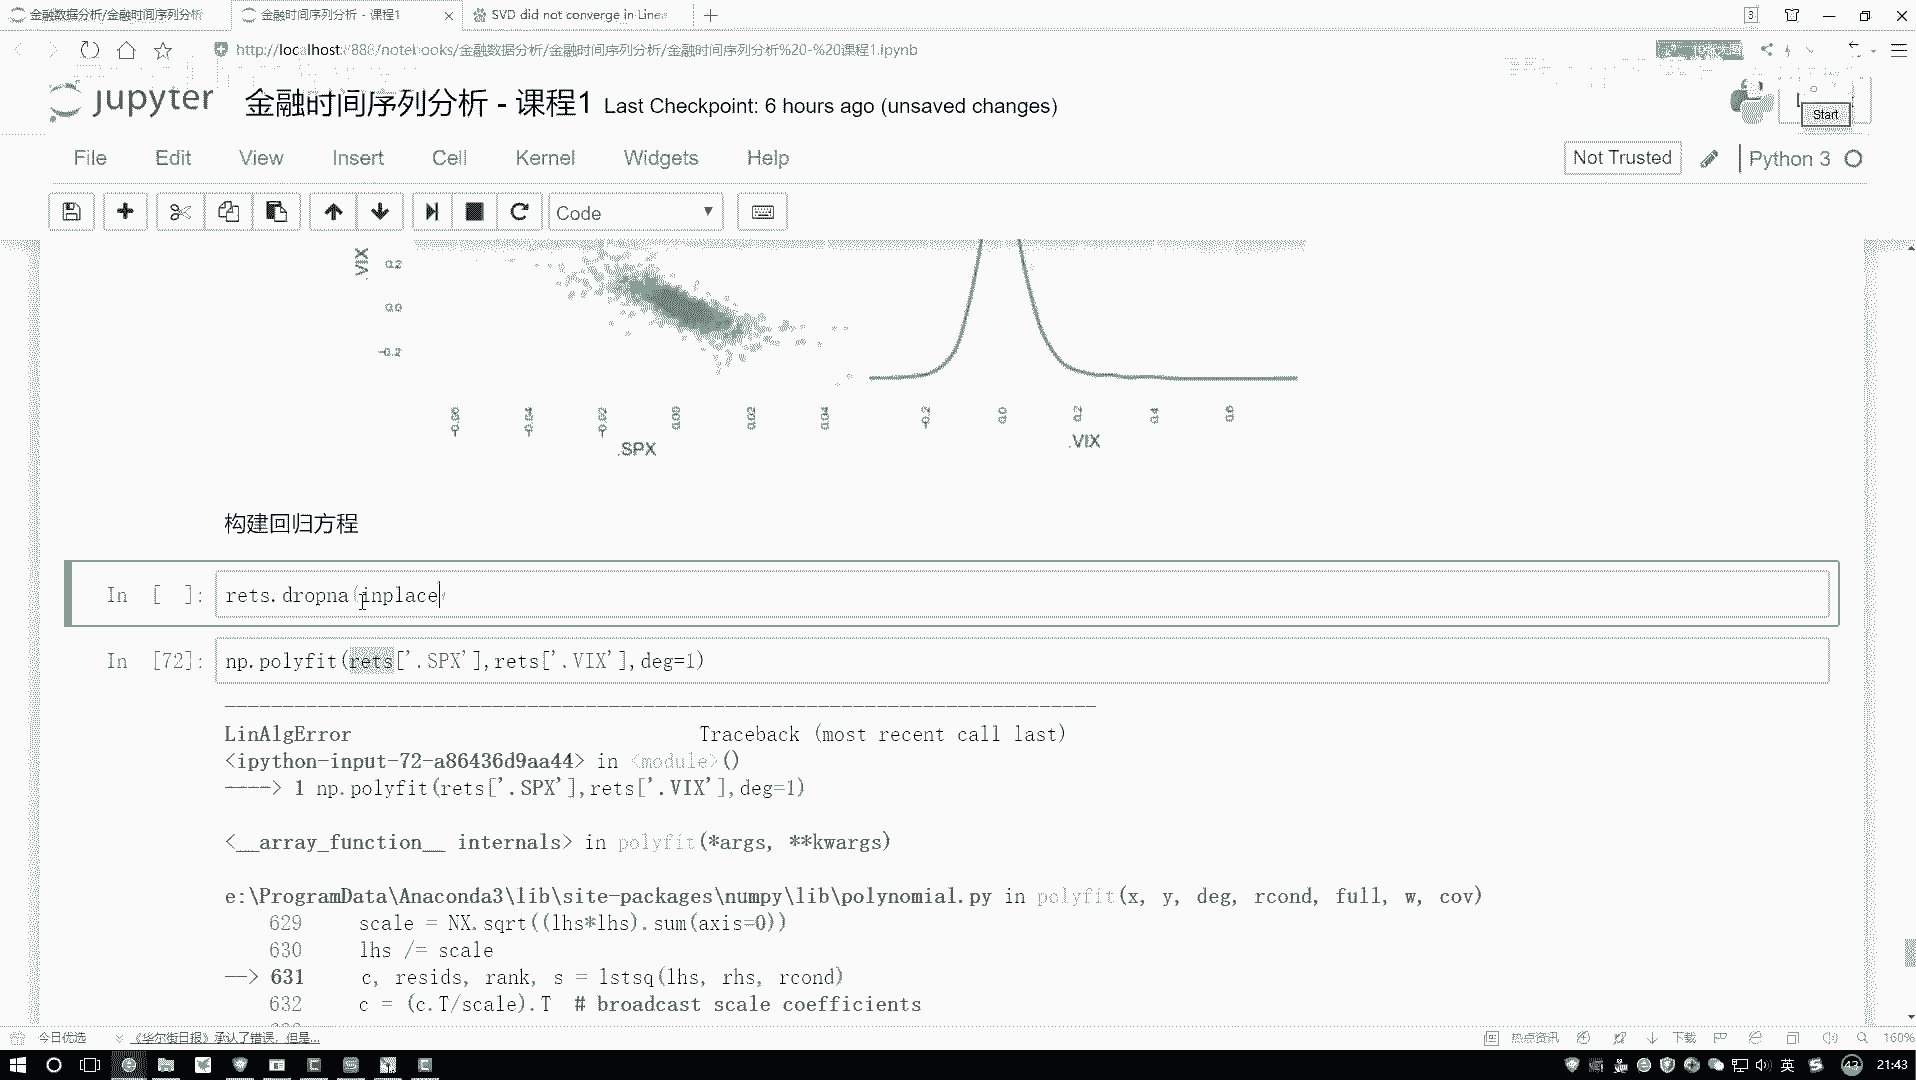 金融数据分析/金融时间序列分析
金融时间序列分析 - 课程1
SVD did not converge in Line
3
http://localhost:888/notebooks/金融数据分析/金融时间序列分析/金融时间序列分析%20-%20课程1.ipynb
jupyter
金融时间序列分析 - 课程1 Last Checkpoint: 6 hours ago (unsaved changes)
Start
File Edit View Insert Cell Kernel Widgets Help
Not Trusted
Python 3
Code
.VIX
0.2
0.0
-0.2
-0.06 -0.04 -0.02 0.00 0.02 0.04
.SPX
-0.2 0.0 0.2 0.4 0.6
.VIX
构建回归方程
In [ ]: rets.dropna(inplace
In [72]: np.polyfit(rets['.SPX'],rets['.VIX'],deg=1)
LinAlgError Traceback (most recent call last)
<ipython-input-72-a86436d9aa44> in <module>()
----> 1 np.polyfit(rets['.SPX'],rets['.VIX'],deg=1)
<__array_function__ internals> in polyfit(*args, **kwargs)
e:\ProgramData\Anaconda3\lib\site-packages\numpy\lib\polynomial.py in polyfit(x, y, deg, rcond, full, w, cov)
629 scale = NX.sqrt((lhs*lhs).sum(axis=0))
630 lhs /= scale
--> 631 c, resids, rank, s = lstsq(lhs, rhs, rcond)
632 c = (c.T/scale).T # broadcast scale coefficients
今日优选
《华尔街日报》承认了错误，但是...
热点资讯
下载
160%
英
43
21:43